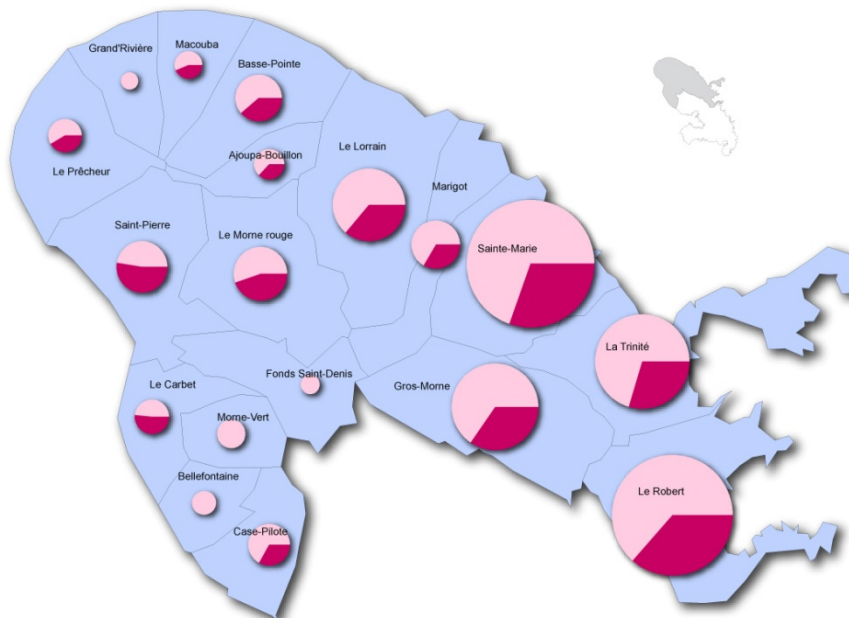 Grand'Rivière
Macouba
Basse-Pointe
Le Prêcheur
Ajoupa-Bouillon
Le Lorrain
Marigot
Saint-Pierre
Le Morne rouge
Sainte-Marie
La Trinité
Fonds Saint-Denis
Le Carbet
Gros-Morne
Morne-Vert
Bellefontaine
Le Robert
Case-Pilote